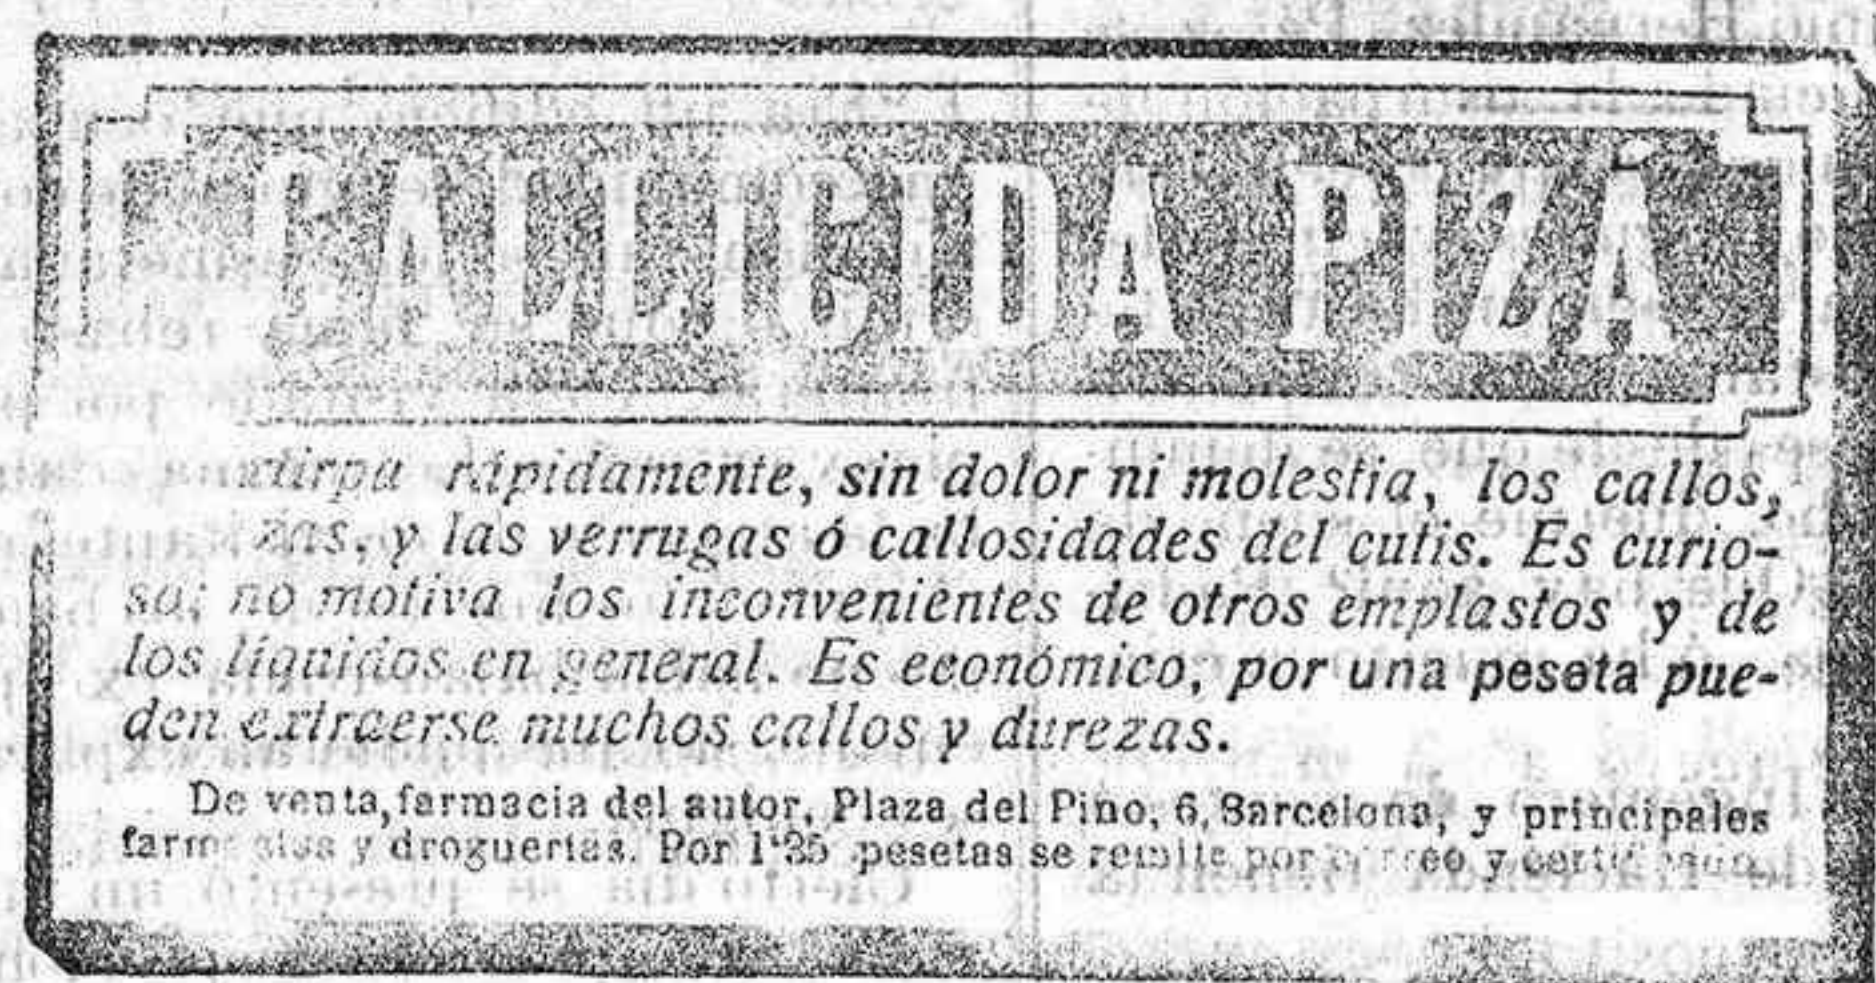 CALLICIDA PIZÁ
rápidamente, sin dolor ni molestia, los callos,
y las verrugas ó callosidades del cutis. Es curio-
sa; no motiva los inconvenientes de otros emplastos y de
los líquidos en general. Es económico, por una peseta pue-
den extraerse muchos callos y durezas.
De venta, farmacia del autor, Plaza del Pino, 6, Barcelona, y principales
y droguerías. Por pesetas se remite por correo y